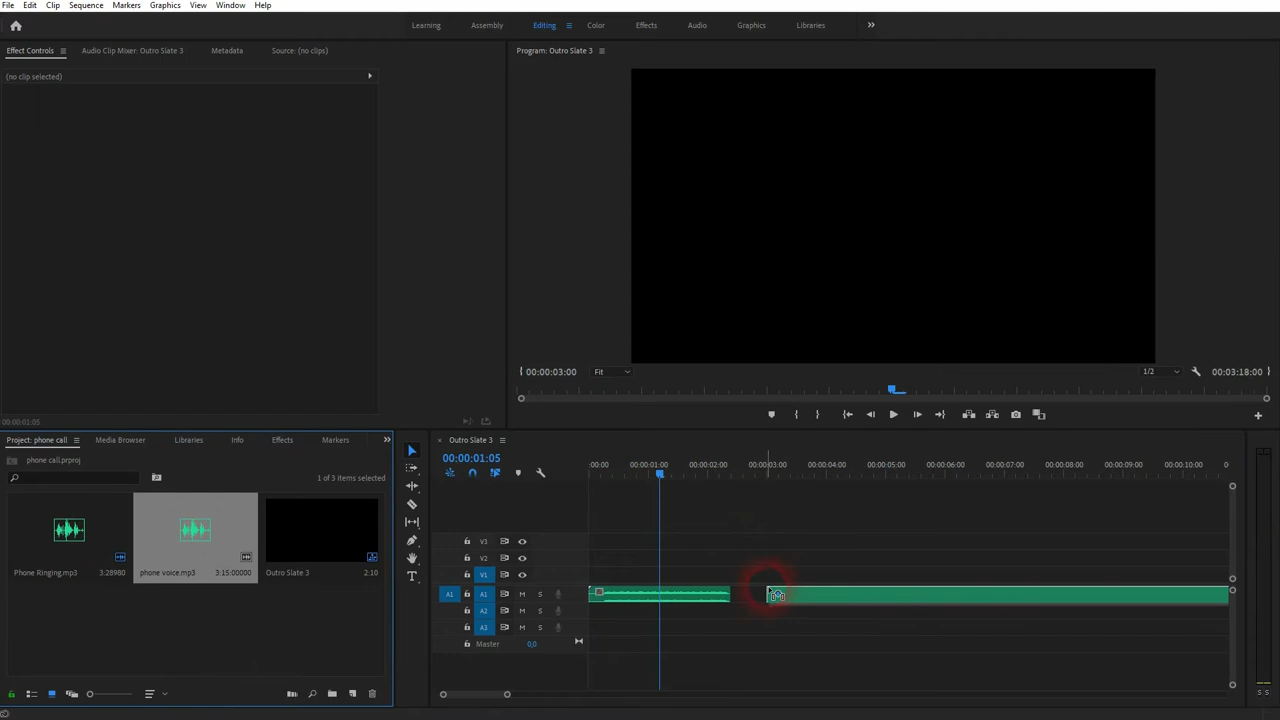 File Edit Clip Sequence Markers Graphics View Window Help
Learning Assembly Editing Color Effects Audio Graphics Libraries
Effect Controls Audio Clip Mixer: Outro Slate 3 Metadata Source: (no clips) Program: Outro Slate 3
(no clip selected)
00:00:03:00 Fit 1/2 00:03:18:00
00:00:01:05
Project: phone call Media Browser Libraries Info Effects Markers Outro Slate 3
phone call.prproj 00:00:01:05
1 of 3 items selected
:00:00 00:00:01:00 00:00:02:00 00:00:03:00 00:00:04:00 00:00:05:00 00:00:06:00 00:00:07:00 00:00:08:00 00:00:09:00 00:00:10:00 0
V3
V2
Phone Ringing.mp3 3:28980 phone voice.mp3 3:15:00000 Outro Slate 3 2:10 V1
A1 A1 M S
A2 M S
A3 M S
Master 0,0
S S